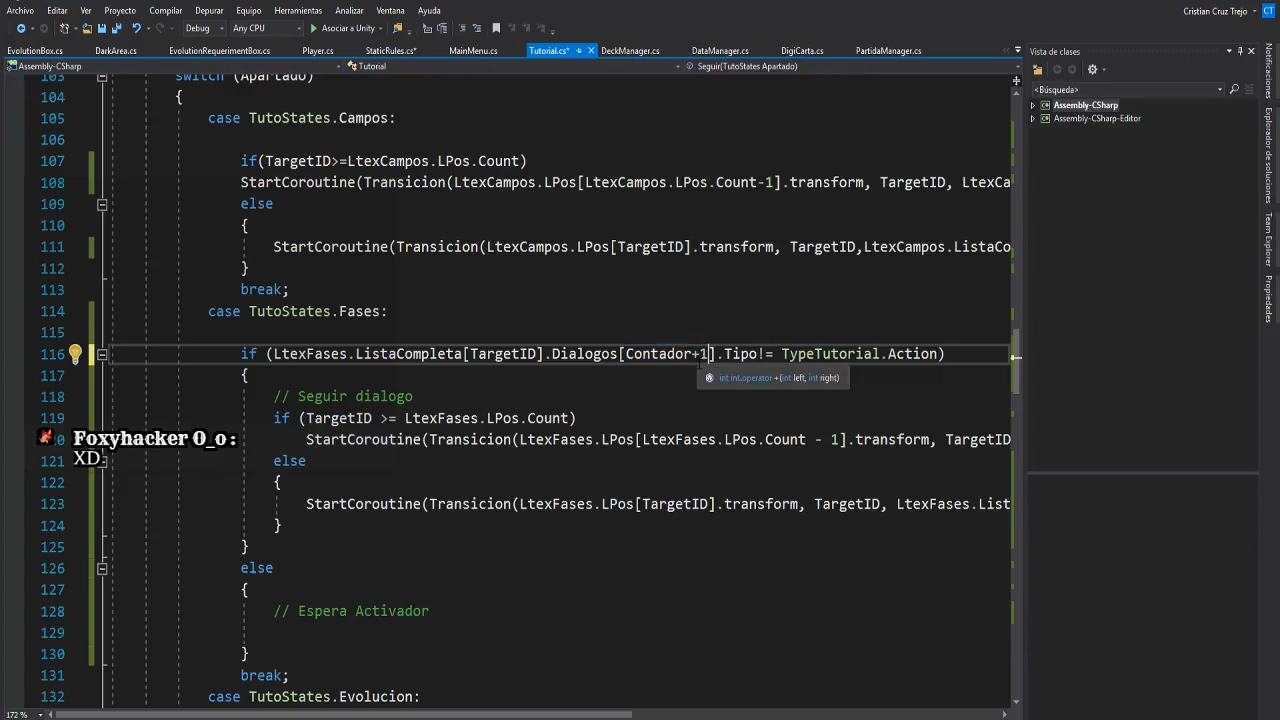 Archivo Editar Ver Proyecto Compilar Depurar Equipo Herramientas Analizar Ventana Ayuda Cristian Cruz Trejo CT
Debug Any CPU Asociar a Unity
EvolutionBox.cs DarkArea.cs EvolutionRequerimentBox.cs Player.cs StaticRules.cs* MainMenu.cs Tutorial.cs* DeckManager.cs DataManager.cs DigiCarta.cs PartidaManager.cs Vista de clases
Assembly-CSharp Tutorial Seguir(TutoStates Apartado)
<Búsqueda>
Assembly-CSharp
Assembly-CSharp-Editor
Notificaciones
Explorador de soluciones
Team Explorer
Propiedades
103 switch (Apartado)
104 {
105 case TutoStates.Campos:
106
107 if(TargetID>=LtexCampos.LPos.Count)
108 StartCoroutine(Transicion(LtexCampos.LPos[LtexCampos.LPos.Count-1].transform, TargetID, LtexCa
109 else
110 {
111 StartCoroutine(Transicion(LtexCampos.LPos[TargetID].transform, TargetID,LtexCampos.ListaCo
112 }
113 break;
114 case TutoStates.Fases:
115
116 if (LtexFases.ListaCompleta[TargetID].Dialogos[Contador+1].Tipo!= TypeTutorial.Action)
int int.operator +(int left, int right)
117 {
118 // Seguir dialogo
119 if (TargetID >= LtexFases.LPos.Count)
StartCoroutine(Transicion(LtexFases.LPos[LtexFases.LPos.Count - 1].transform, TargetID
Foxyhacker O_o :
XD
121 else
122 {
123 StartCoroutine(Transicion(LtexFases.LPos[TargetID].transform, TargetID, LtexFases.List
124 }
125 }
126 else
127 {
128 // Espera Activador
129
130 }
131 break;
132 case TutoStates.Evolucion:
172 %